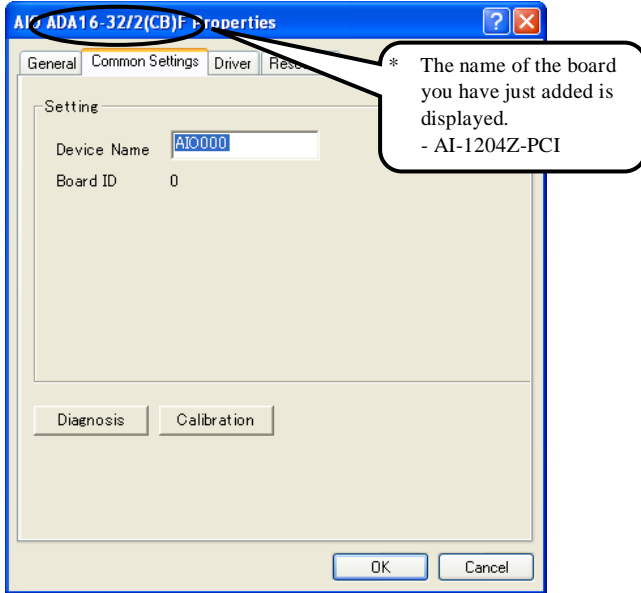 AIO ADA16-32/2(CB)F Properties
General Common Settings Driver
* The name of the board
you have just added is
displayed.
- AI-1204Z-PCI
Setting
Device Name AIO000
Board ID 0
Diagnosis Calibration
OK Cancel